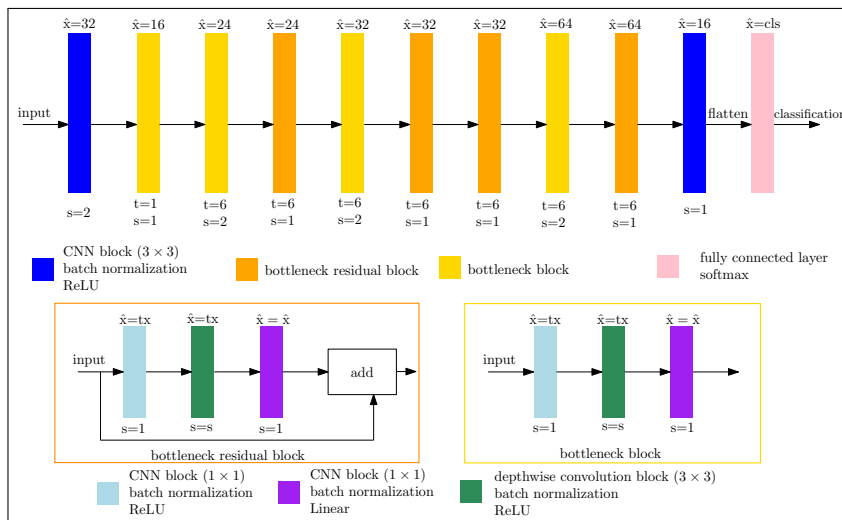 x̂=32 x̂=16 x̂=24 x̂=24 x̂=32 x̂=32 x̂=32 x̂=64 x̂=64 x̂=16 x̂=cls
input flatten classification
s=2 t=1 t=6 t=6 t=6 t=6 t=6 t=6 t=6 s=1
s=1 s=2 s=1 s=2 s=1 s=1 s=2 s=1
CNN block (3 × 3)
batch normalization
ReLU
bottleneck residual block
bottleneck block
fully connected layer
softmax
x̂=tx x̂=tx x̂ = x̂
input add
s=1 s=s s=1
bottleneck residual block
x̂=tx x̂=tx x̂ = x̂
input
s=1 s=s s=1
bottleneck block
CNN block (1 × 1)
batch normalization
ReLU
CNN block (1 × 1)
batch normalization
Linear
depthwise convolution block (3 × 3)
batch normalization
ReLU